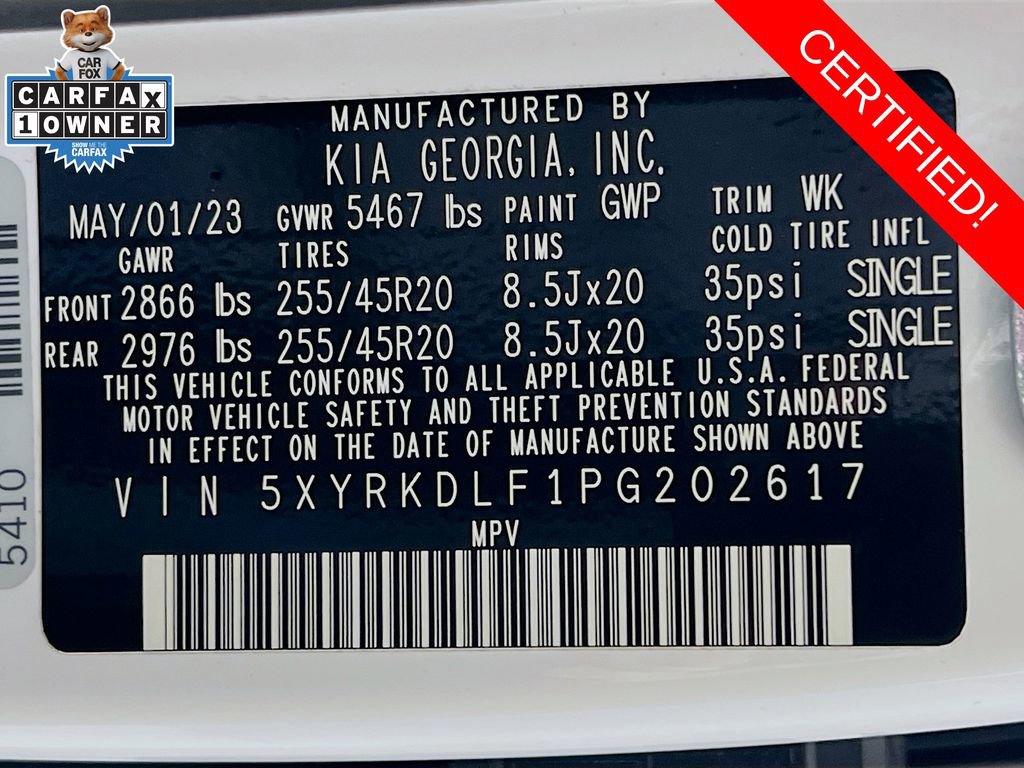 CAR
FOX
CARFAX
1 OWNER
SHOW ME THE
CARFAX
CERTIFIED!
MANUFACTURED BY
KIA GEORGIA, INC.
MAY/01/23 GVWR 5467 lbs PAINT GWP TRIM WK
GAWR TIRES RIMS COLD TIRE INFL
FRONT 2866 lbs 255/45R20 8.5Jx20 35psi SINGLE
REAR 2976 lbs 255/45R20 8.5Jx20 35psi SINGLE
THIS VEHICLE CONFORMS TO ALL APPLICABLE U.S.A. FEDERAL
MOTOR VEHICLE SAFETY AND THEFT PREVENTION STANDARDS
IN EFFECT ON THE DATE OF MANUFACTURE SHOWN ABOVE
VIN 5XYRKDLF1PG202617
MPV
5410